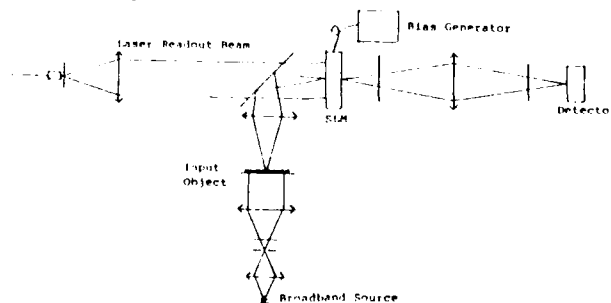 Bias Generator
Laser Readout Beam
SLM
Detecto
Input
Object
Broadband Source